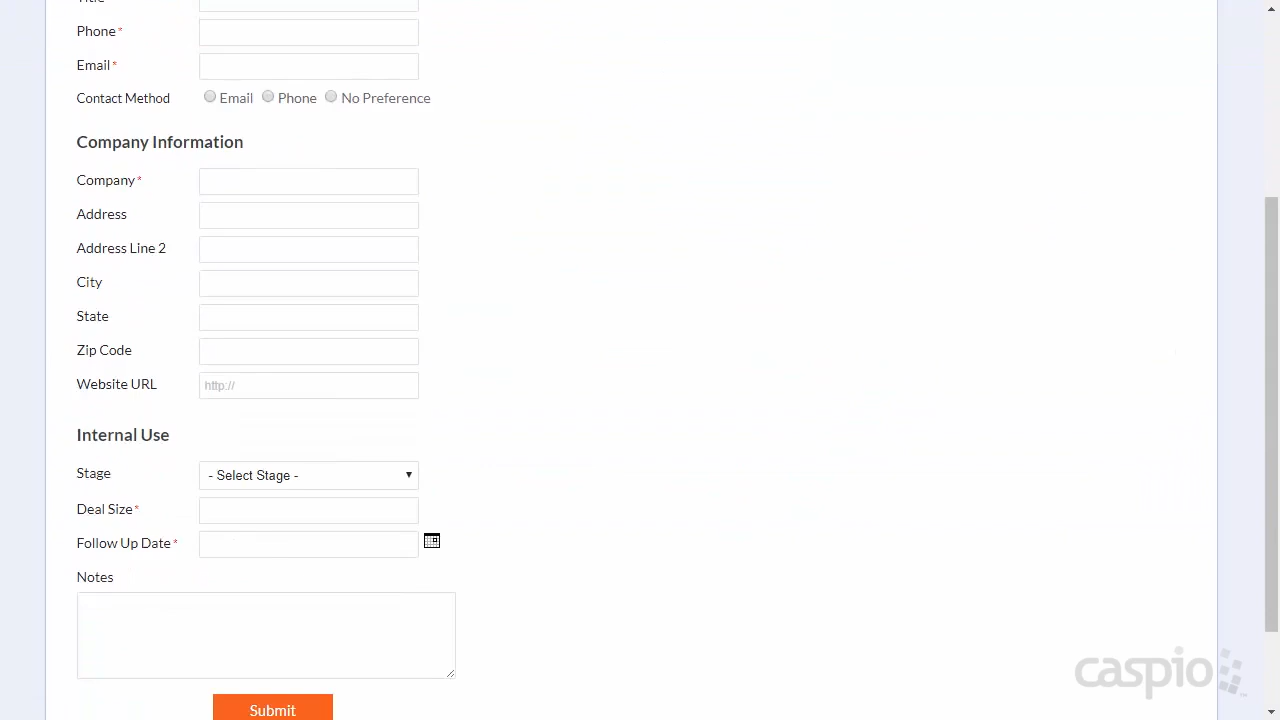 Title
Phone*
Email*
Contact Method Email Phone No Preference
Company Information
Company*
Address
Address Line 2
City
State
Zip Code
Website URL http://
Internal Use
Stage - Select Stage -
Deal Size*
Follow Up Date*
Notes
Submit
caspio